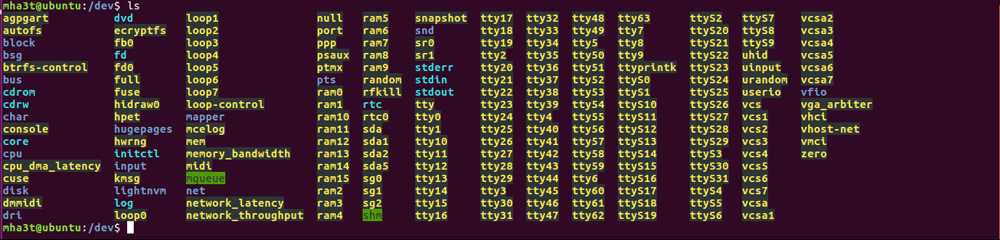 mha3t@ubuntu:/dev$ ls
agpgart dvd loop1 null ram5 snapshot tty17 tty32 tty48 tty63 ttyS2 ttyS7 vcsa2
autofs ecryptfs loop2 port ram6 snd tty18 tty33 tty49 tty7 ttyS20 ttyS8 vcsa3
block fb0 loop3 ppp ram7 sr0 tty19 tty34 tty5 tty8 ttyS21 ttyS9 vcsa4
bsg fd loop4 psaux ram8 sr1 tty2 tty35 tty50 tty9 ttyS22 uhid vcsa5
btrfs-control fd0 loop5 ptmx ram9 stderr tty20 tty36 tty51 ttyprintk ttyS23 uinput vcsa6
bus full loop6 pts random stdin tty21 tty37 tty52 ttyS0 ttyS24 urandom vcsa7
cdrom fuse loop7 ram0 rfkill stdout tty22 tty38 tty53 ttyS1 ttyS25 userio vfio
cdrw hidraw0 loop-control ram1 rtc tty tty23 tty39 tty54 ttyS10 ttyS26 vcs vga_arbiter
char hpet mapper ram10 rtc0 tty0 tty24 tty4 tty55 ttyS11 ttyS27 vcs1 vhci
console hugepages mcelog ram11 sda tty1 tty25 tty40 tty56 ttyS12 ttyS28 vcs2 vhost-net
core hwrng mem ram12 sda1 tty10 tty26 tty41 tty57 ttyS13 ttyS29 vcs3 vmci
cpu initctl memory_bandwidth ram13 sda2 tty11 tty27 tty42 tty58 ttyS14 ttyS3 vcs4 zero
cpu_dma_latency input midi ram14 sda5 tty12 tty28 tty43 tty59 ttyS15 ttyS30 vcs5
cuse kmsg mqueue ram15 sg0 tty13 tty29 tty44 tty6 ttyS16 ttyS31 vcs6
disk lightnvm net ram2 sg1 tty14 tty3 tty45 tty60 ttyS17 ttyS4 vcs7
dmmidi log network_latency ram3 sg2 tty15 tty30 tty46 tty61 ttyS18 ttyS5 vcsa
dri loop0 network_throughput ram4 shm tty16 tty31 tty47 tty62 ttyS19 ttyS6 vcsa1
mha3t@ubuntu:/dev$